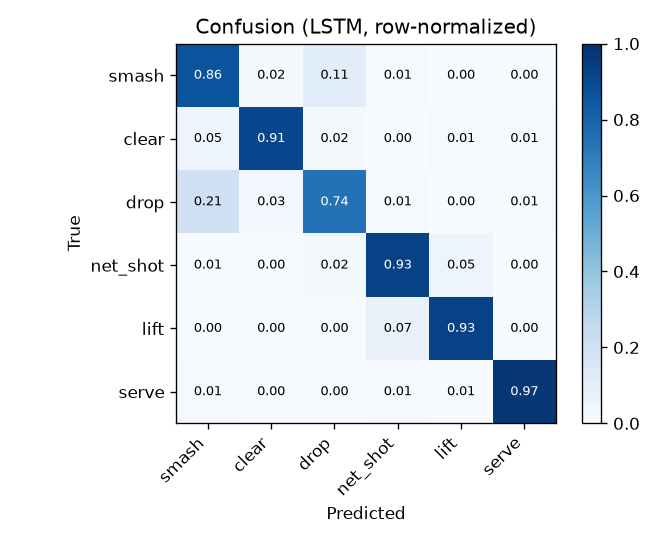 Confusion (LSTM, row-normalized)
smash 0.86 0.02 0.11 0.01 0.00 0.00
clear 0.05 0.91 0.02 0.00 0.01 0.01
drop 0.21 0.03 0.74 0.01 0.00 0.01
net_shot 0.01 0.00 0.02 0.93 0.05 0.00
lift 0.00 0.00 0.00 0.07 0.93 0.00
serve 0.01 0.00 0.00 0.01 0.01 0.97
True
smash clear drop net_shot lift serve
Predicted
1.0
0.8
0.6
0.4
0.2
0.0